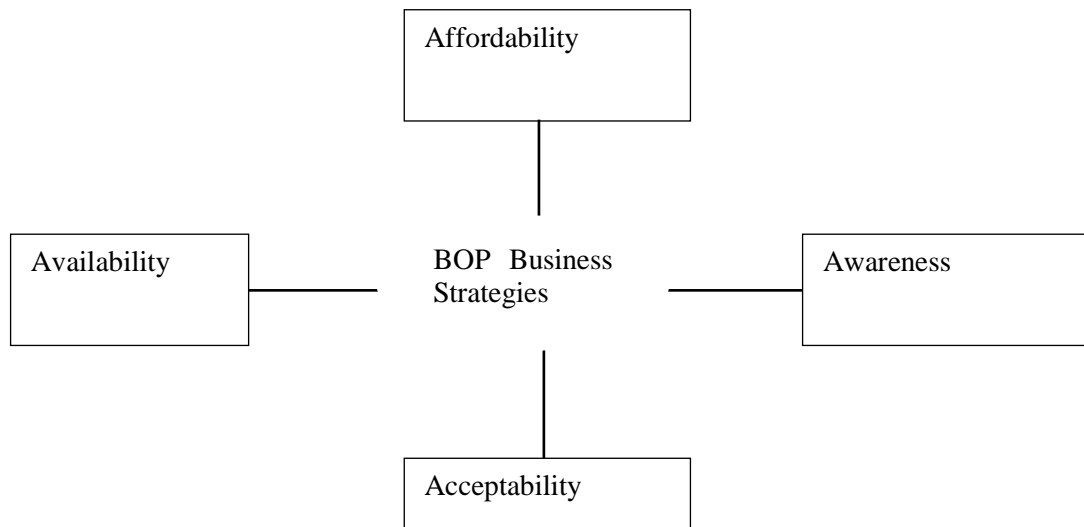 Affordability
Availability
BOP Business
Strategies
Awareness
Acceptability